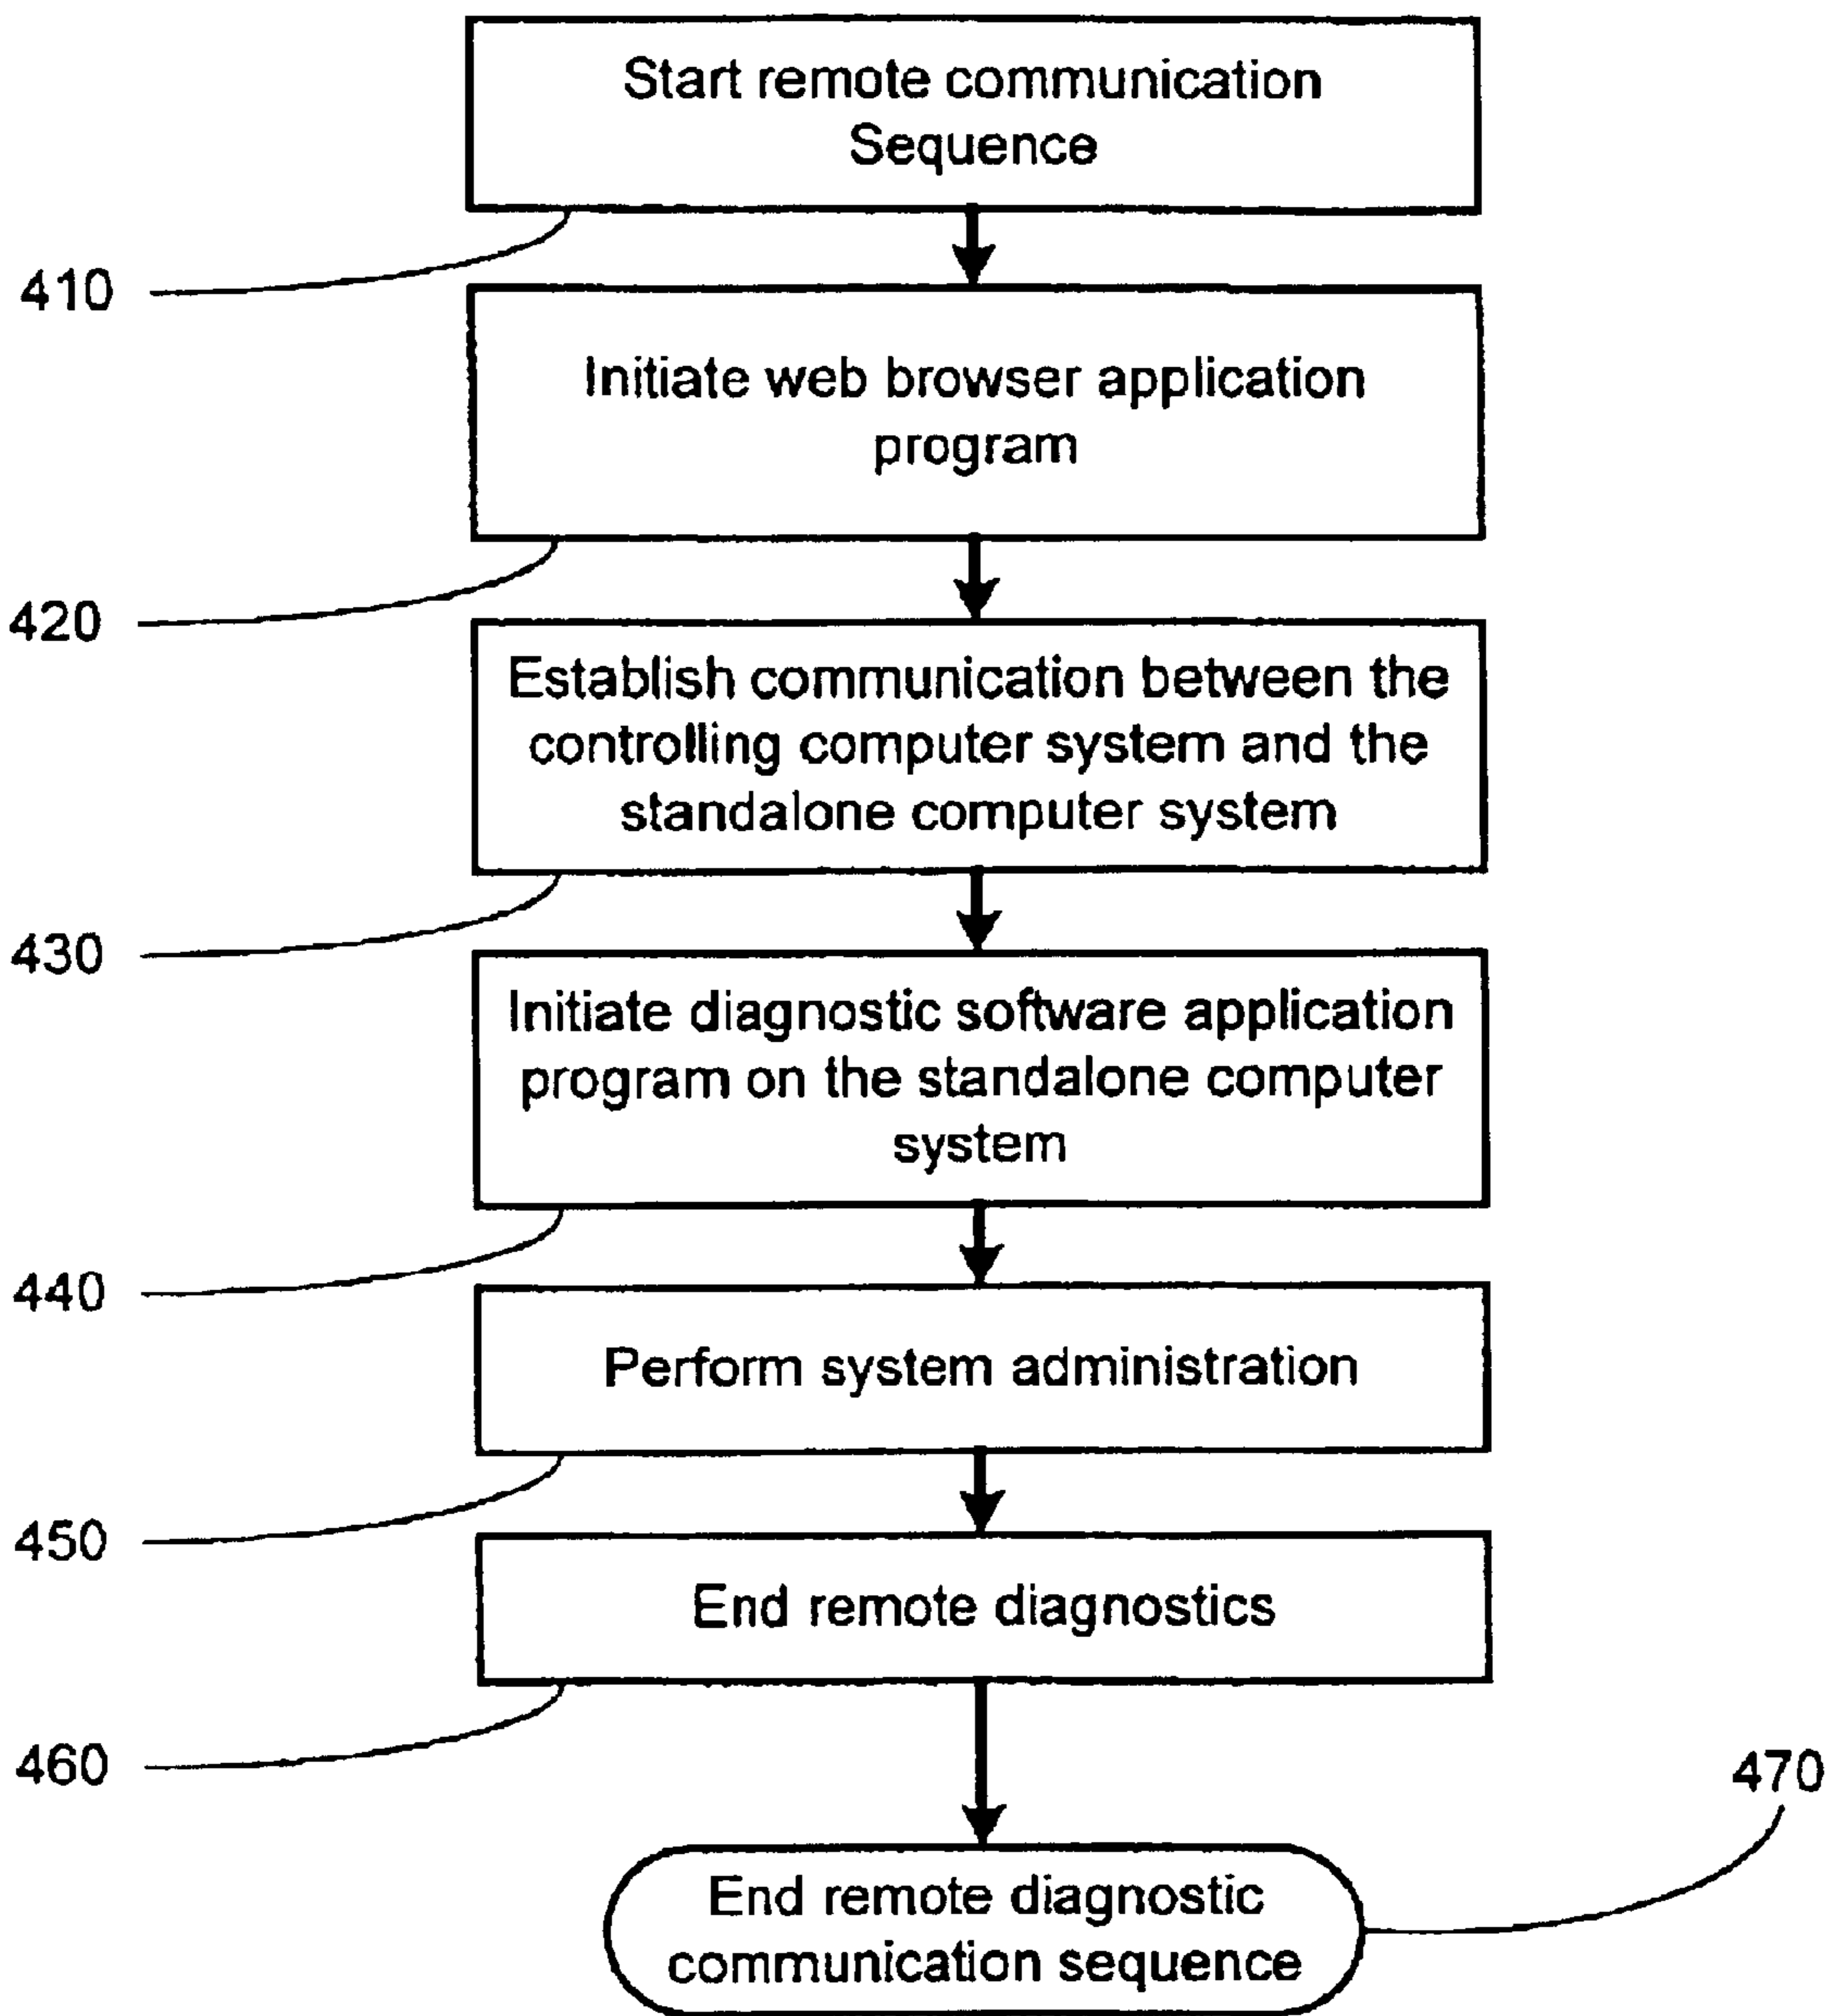 Start remote communication
Sequence
410
Initiate web browser application
program
420
Establish communication between the
controlling computer system and the
standalone computer system
430
Initiate diagnostic software application
program on the standalone computer
system
440
Perform system administration
450
End remote diagnostics
460
470
End remote diagnostic
communication sequence